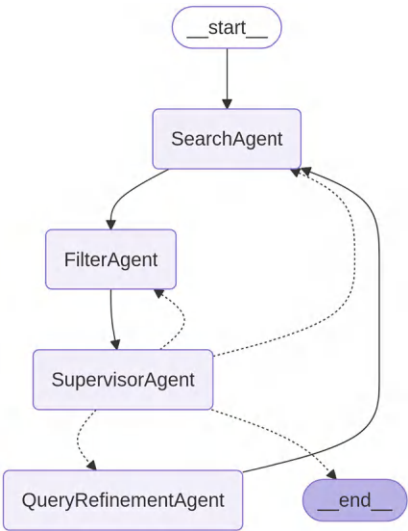 __start__
SearchAgent
FilterAgent
SupervisorAgent
QueryRefinementAgent
__end__